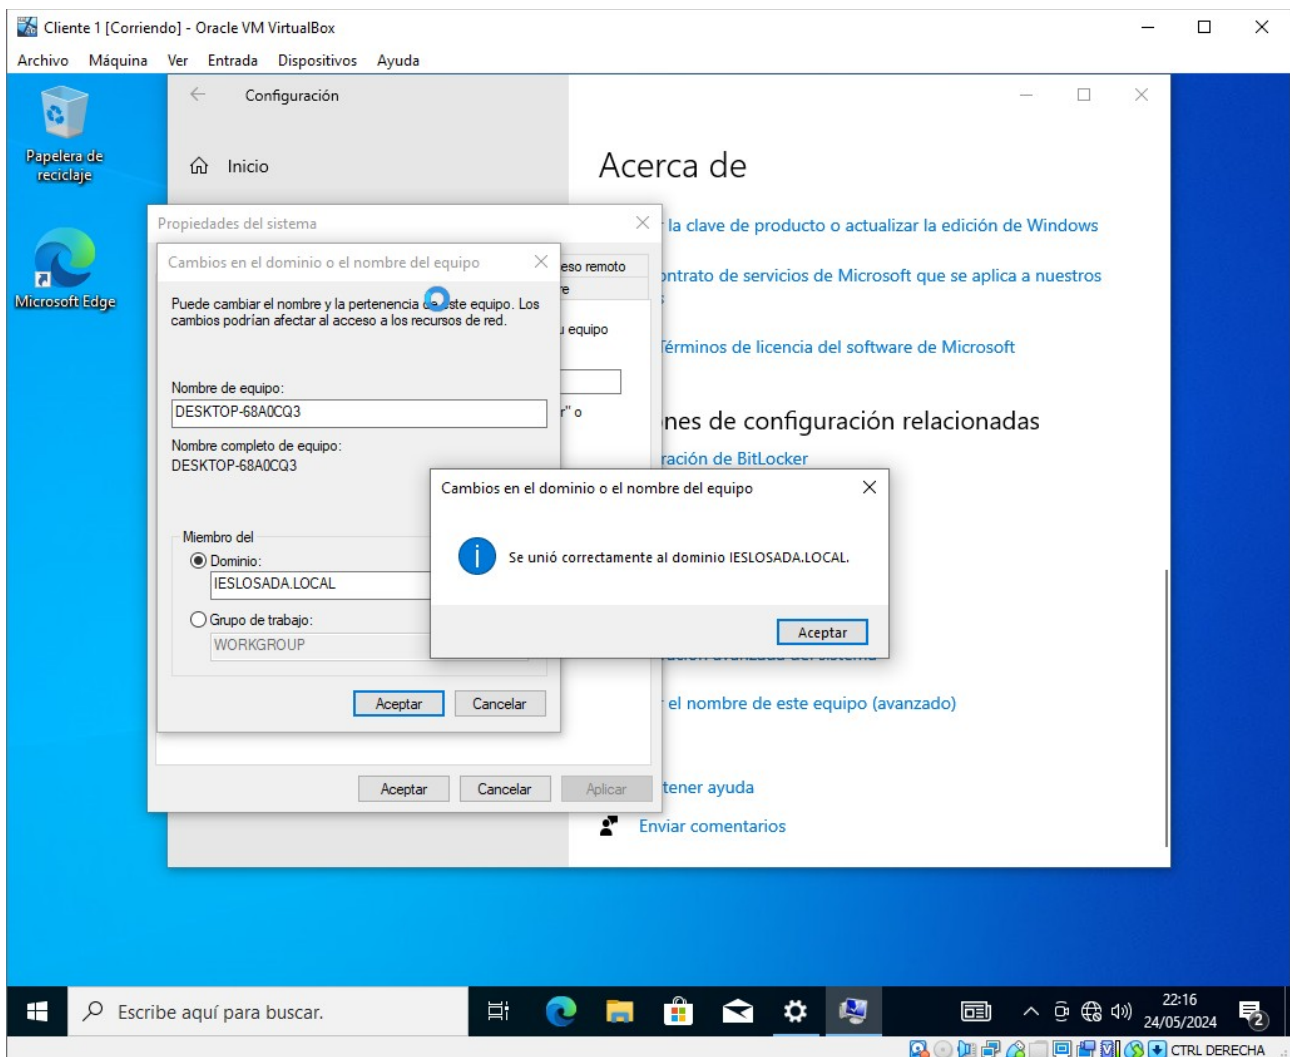 Cliente 1 [Corriendo] - Oracle VM VirtualBox
Archivo Máquina Ver Entrada Dispositivos Ayuda
Papelera de
reciclaje
Microsoft Edge
Configuración
Inicio
Acerca de
la clave de producto o actualizar la edición de Windows
ontrato de servicios de Microsoft que se aplica a nuestros
s
Términos de licencia del software de Microsoft
nes de configuración relacionadas
ración de BitLocker
el nombre de este equipo (avanzado)
tener ayuda
Enviar comentarios
Propiedades del sistema
eso remoto
re
u equipo
r" o
Aceptar Cancelar Aplicar
Cambios en el dominio o el nombre del equipo
Puede cambiar el nombre y la pertenencia de este equipo. Los
cambios podrían afectar al acceso a los recursos de red.
Nombre de equipo:
DESKTOP-68A0CQ3
Nombre completo de equipo:
DESKTOP-68A0CQ3
Miembro del
Dominio:
IESLOSADA.LOCAL
Grupo de trabajo:
WORKGROUP
Aceptar Cancelar
Cambios en el dominio o el nombre del equipo
Se unió correctamente al dominio IESLOSADA.LOCAL.
Aceptar
Escribe aquí para buscar.
22:16
24/05/2024
2
CTRL DERECHA